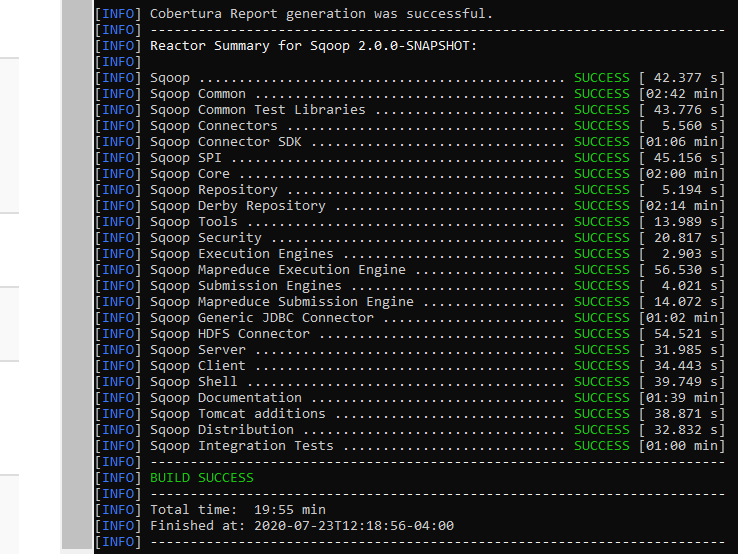 [INFO] Cobertura Report generation was successful.
[INFO] ------------------------------------------------------------------------
[INFO] Reactor Summary for Sqoop 2.0.0-SNAPSHOT:
[INFO]
[INFO] Sqoop .............................................. SUCCESS [ 42.377 s]
[INFO] Sqoop Common ....................................... SUCCESS [02:42 min]
[INFO] Sqoop Common Test Libraries ........................ SUCCESS [ 43.776 s]
[INFO] Sqoop Connectors ................................... SUCCESS [  5.560 s]
[INFO] Sqoop Connector SDK ................................ SUCCESS [01:06 min]
[INFO] Sqoop SPI .......................................... SUCCESS [ 45.156 s]
[INFO] Sqoop Core ......................................... SUCCESS [02:00 min]
[INFO] Sqoop Repository ................................... SUCCESS [  5.194 s]
[INFO] Sqoop Derby Repository ............................. SUCCESS [02:14 min]
[INFO] Sqoop Tools ........................................ SUCCESS [ 13.989 s]
[INFO] Sqoop Security ..................................... SUCCESS [ 20.817 s]
[INFO] Sqoop Execution Engines ............................ SUCCESS [  2.903 s]
[INFO] Sqoop Mapreduce Execution Engine ................... SUCCESS [ 56.530 s]
[INFO] Sqoop Submission Engines ........................... SUCCESS [  4.021 s]
[INFO] Sqoop Mapreduce Submission Engine .................. SUCCESS [ 14.072 s]
[INFO] Sqoop Generic JDBC Connector ....................... SUCCESS [01:02 min]
[INFO] Sqoop HDFS Connector ............................... SUCCESS [ 54.521 s]
[INFO] Sqoop Server ....................................... SUCCESS [ 31.985 s]
[INFO] Sqoop Client ....................................... SUCCESS [ 34.443 s]
[INFO] Sqoop Shell ........................................ SUCCESS [ 39.749 s]
[INFO] Sqoop Documentation ................................ SUCCESS [01:39 min]
[INFO] Sqoop Tomcat additions ............................. SUCCESS [ 38.871 s]
[INFO] Sqoop Distribution ................................. SUCCESS [ 32.832 s]
[INFO] Sqoop Integration Tests ............................ SUCCESS [01:00 min]
[INFO] ------------------------------------------------------------------------
[INFO] BUILD SUCCESS
[INFO] ------------------------------------------------------------------------
[INFO] Total time:  19:55 min
[INFO] Finished at: 2020-07-23T12:18:56-04:00
[INFO] ------------------------------------------------------------------------